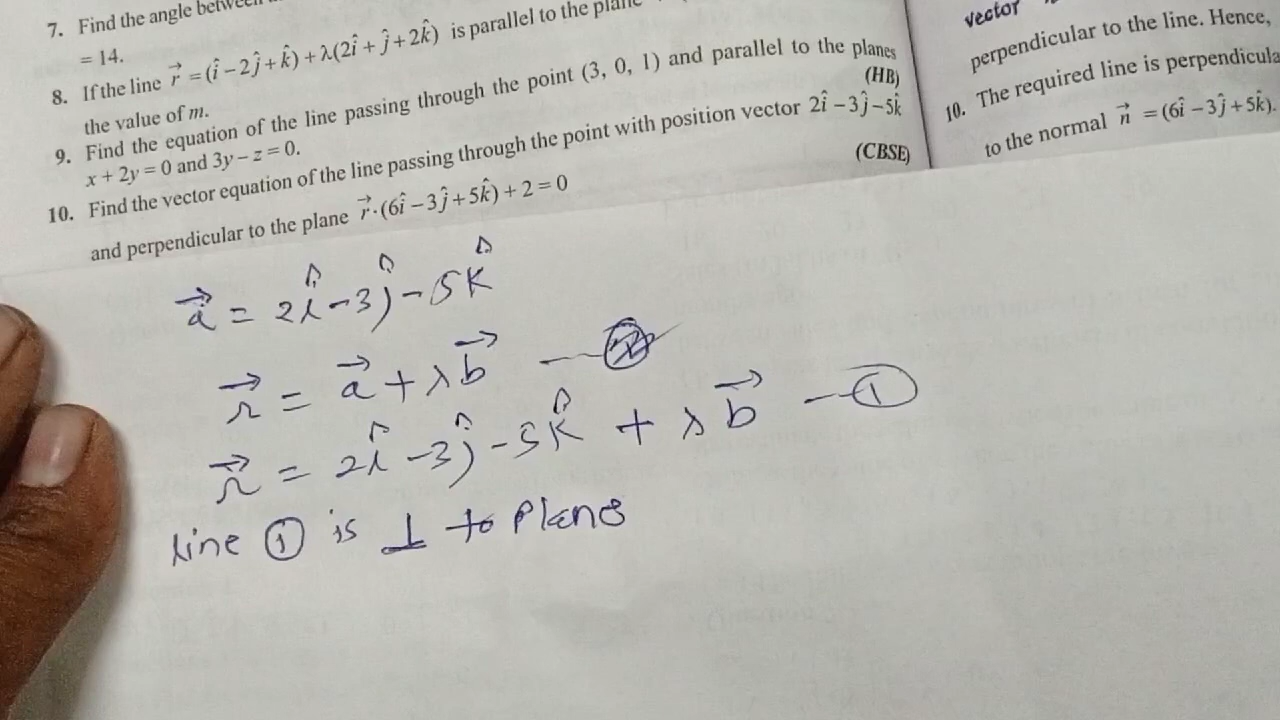 7. Find the angle between
= 14.
8. If the line r⃗ = (î − 2ĵ + k̂) + λ(2î + ĵ + 2k̂) is parallel to the plane
the value of m.
9. Find the equation of the line passing through the point (3, 0, 1) and parallel to the planes
x + 2y = 0 and 3y − z = 0. (HB)
10. Find the vector equation of the line passing through the point with position vector 2î − 3ĵ − 5k̂
and perpendicular to the plane r⃗·(6î − 3ĵ + 5k̂) + 2 = 0 (CBSE)
vector
perpendicular to the line. Hence,
10. The required line is perpendicula
to the normal n⃗ = (6î − 3ĵ + 5k̂).
a⃗ = 2î − 3ĵ − 5k̂
r⃗ = a⃗ + λb⃗
r⃗ = 2î − 3ĵ − 5k̂ + λb⃗ — ①
Line ① is ⊥ to Plane